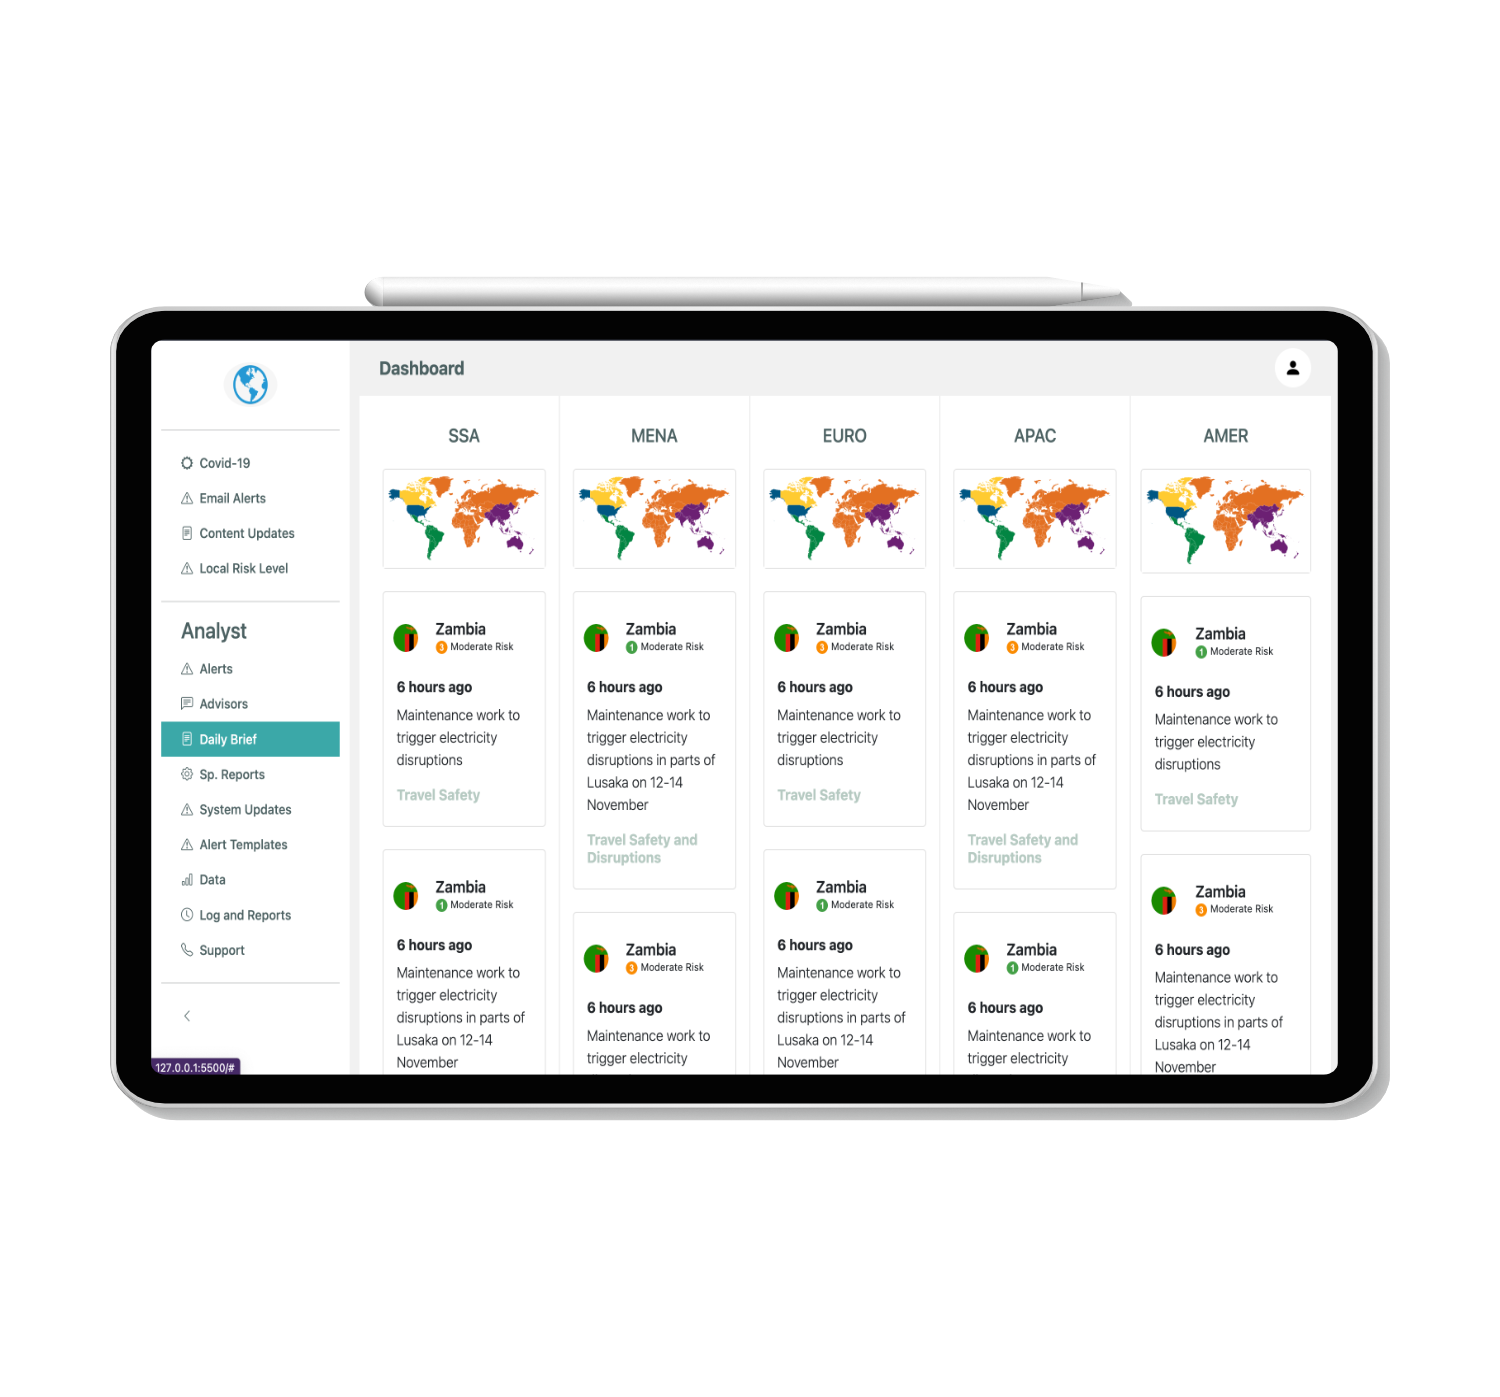 Dashboard
Covid-19
Email Alerts
Content Updates
Local Risk Level
Analyst
Alerts
Advisors
Daily Brief
Sp. Reports
System Updates
Alert Templates
Data
Log and Reports
Support
127.0.0.1:5500/#
SSA
Zambia
3 Moderate Risk
6 hours ago
Maintenance work to
trigger electricity
disruptions
Travel Safety
Zambia
1 Moderate Risk
6 hours ago
Maintenance work to
trigger electricity
disruptions in parts of
Lusaka on 12-14
November
MENA
Zambia
1 Moderate Risk
6 hours ago
Maintenance work to
trigger electricity
disruptions in parts of
Lusaka on 12-14
November
Travel Safety and
Disruptions
Zambia
3 Moderate Risk
6 hours ago
Maintenance work to
trigger electricity
EURO
Zambia
3 Moderate Risk
6 hours ago
Maintenance work to
trigger electricity
disruptions
Travel Safety
Zambia
1 Moderate Risk
6 hours ago
Maintenance work to
trigger electricity
disruptions in parts of
Lusaka on 12-14
November
APAC
Zambia
3 Moderate Risk
6 hours ago
Maintenance work to
trigger electricity
disruptions in parts of
Lusaka on 12-14
November
Travel Safety and
Disruptions
Zambia
1 Moderate Risk
6 hours ago
Maintenance work to
trigger electricity
AMER
Zambia
1 Moderate Risk
6 hours ago
Maintenance work to
trigger electricity
disruptions
Travel Safety
Zambia
3 Moderate Risk
6 hours ago
Maintenance work to
trigger electricity
disruptions in parts of
Lusaka on 12-14
November